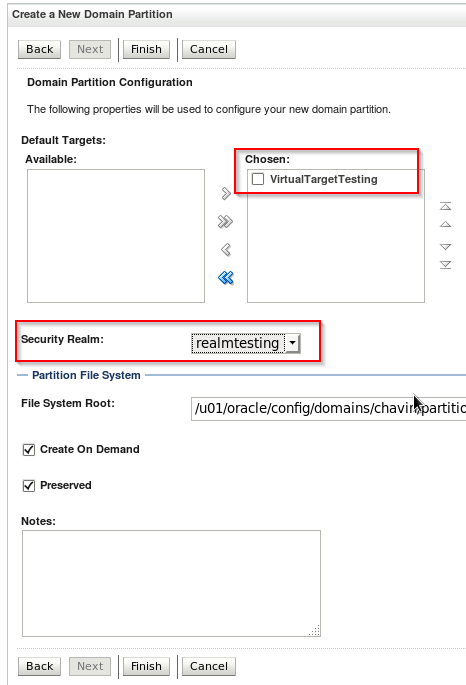 Create a New Domain Partition
Back Next Finish Cancel
Domain Partition Configuration
The following properties will be used to configure your new domain partition.
Default Targets:
Available: Chosen:
VirtualTargetTesting
Security Realm: realmtesting
Partition File System
File System Root: /u01/oracle/config/domains/chavin/partitio
Create On Demand
Preserved
Notes:
Back Next Finish Cancel